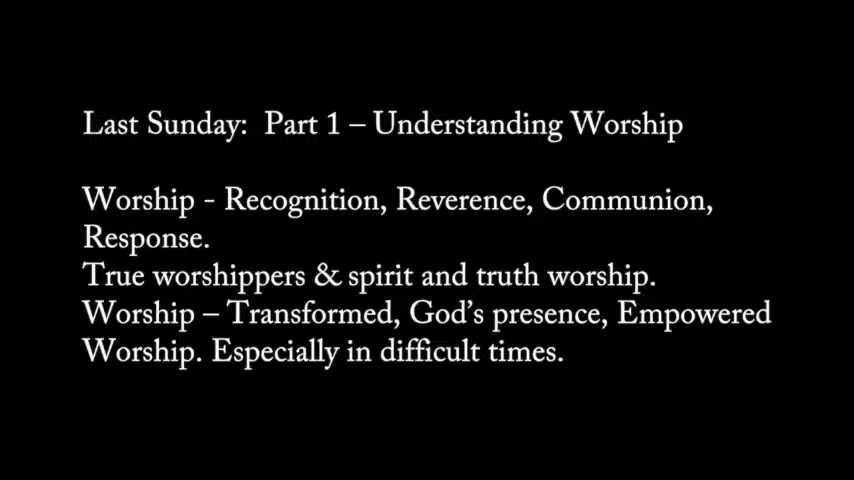 Last Sunday:  Part 1 – Understanding Worship
Worship - Recognition, Reverence, Communion,
Response.
True worshippers & spirit and truth worship.
Worship – Transformed, God’s presence, Empowered
Worship. Especially in difficult times.